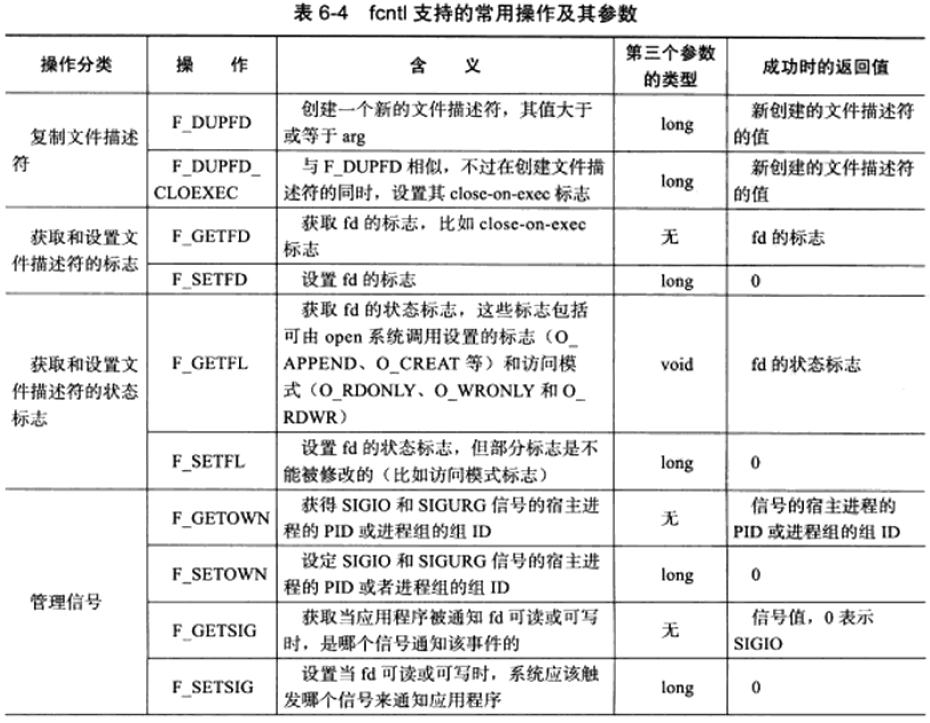 表 6-4 fcntl 支持的常用操作及其参数
操作分类
操 作
含 义
第三个参数
的类型
成功时的返回值
复制文件描述
符
F_DUPFD
创建一个新的文件描述符，其值大于
或等于 arg
long
新创建的文件描述符
的值
F_DUPFD_
CLOEXEC
与 F_DUPFD 相似，不过在创建文件描
述符的同时，设置其 close-on-exec 标志
long
新创建的文件描述符
的值
获取和设置文
件描述符的标志
F_GETFD
获取 fd 的标志，比如 close-on-exec
标志
无
fd 的标志
F_SETFD
设置 fd 的标志
long
0
获取和设置文
件描述符的状态
标志
F_GETFL
获取 fd 的状态标志，这些标志包括
可由 open 系统调用设置的标志（O_
APPEND、O_CREAT 等）和访问模
式（O_RDONLY、O_WRONLY 和 O_
RDWR）
void
fd 的状态标志
F_SETFL
设置 fd 的状态标志，但部分标志是不
能被修改的（比如访问模式标志）
long
0
管理信号
F_GETOWN
获得 SIGIO 和 SIGURG 信号的宿主进
程的 PID 或进程组的组 ID
无
信号的宿主进程的
PID 或进程组的组 ID
F_SETOWN
设定 SIGIO 和 SIGURG 信号的宿主进
程的 PID 或者进程组的组 ID
long
0
F_GETSIG
获取当应用程序被通知 fd 可读或可写
时，是哪个信号通知该事件的
无
信号值，0 表示
SIGIO
F_SETSIG
设置当 fd 可读或可写时，系统应该触
发哪个信号来通知应用程序
long
0